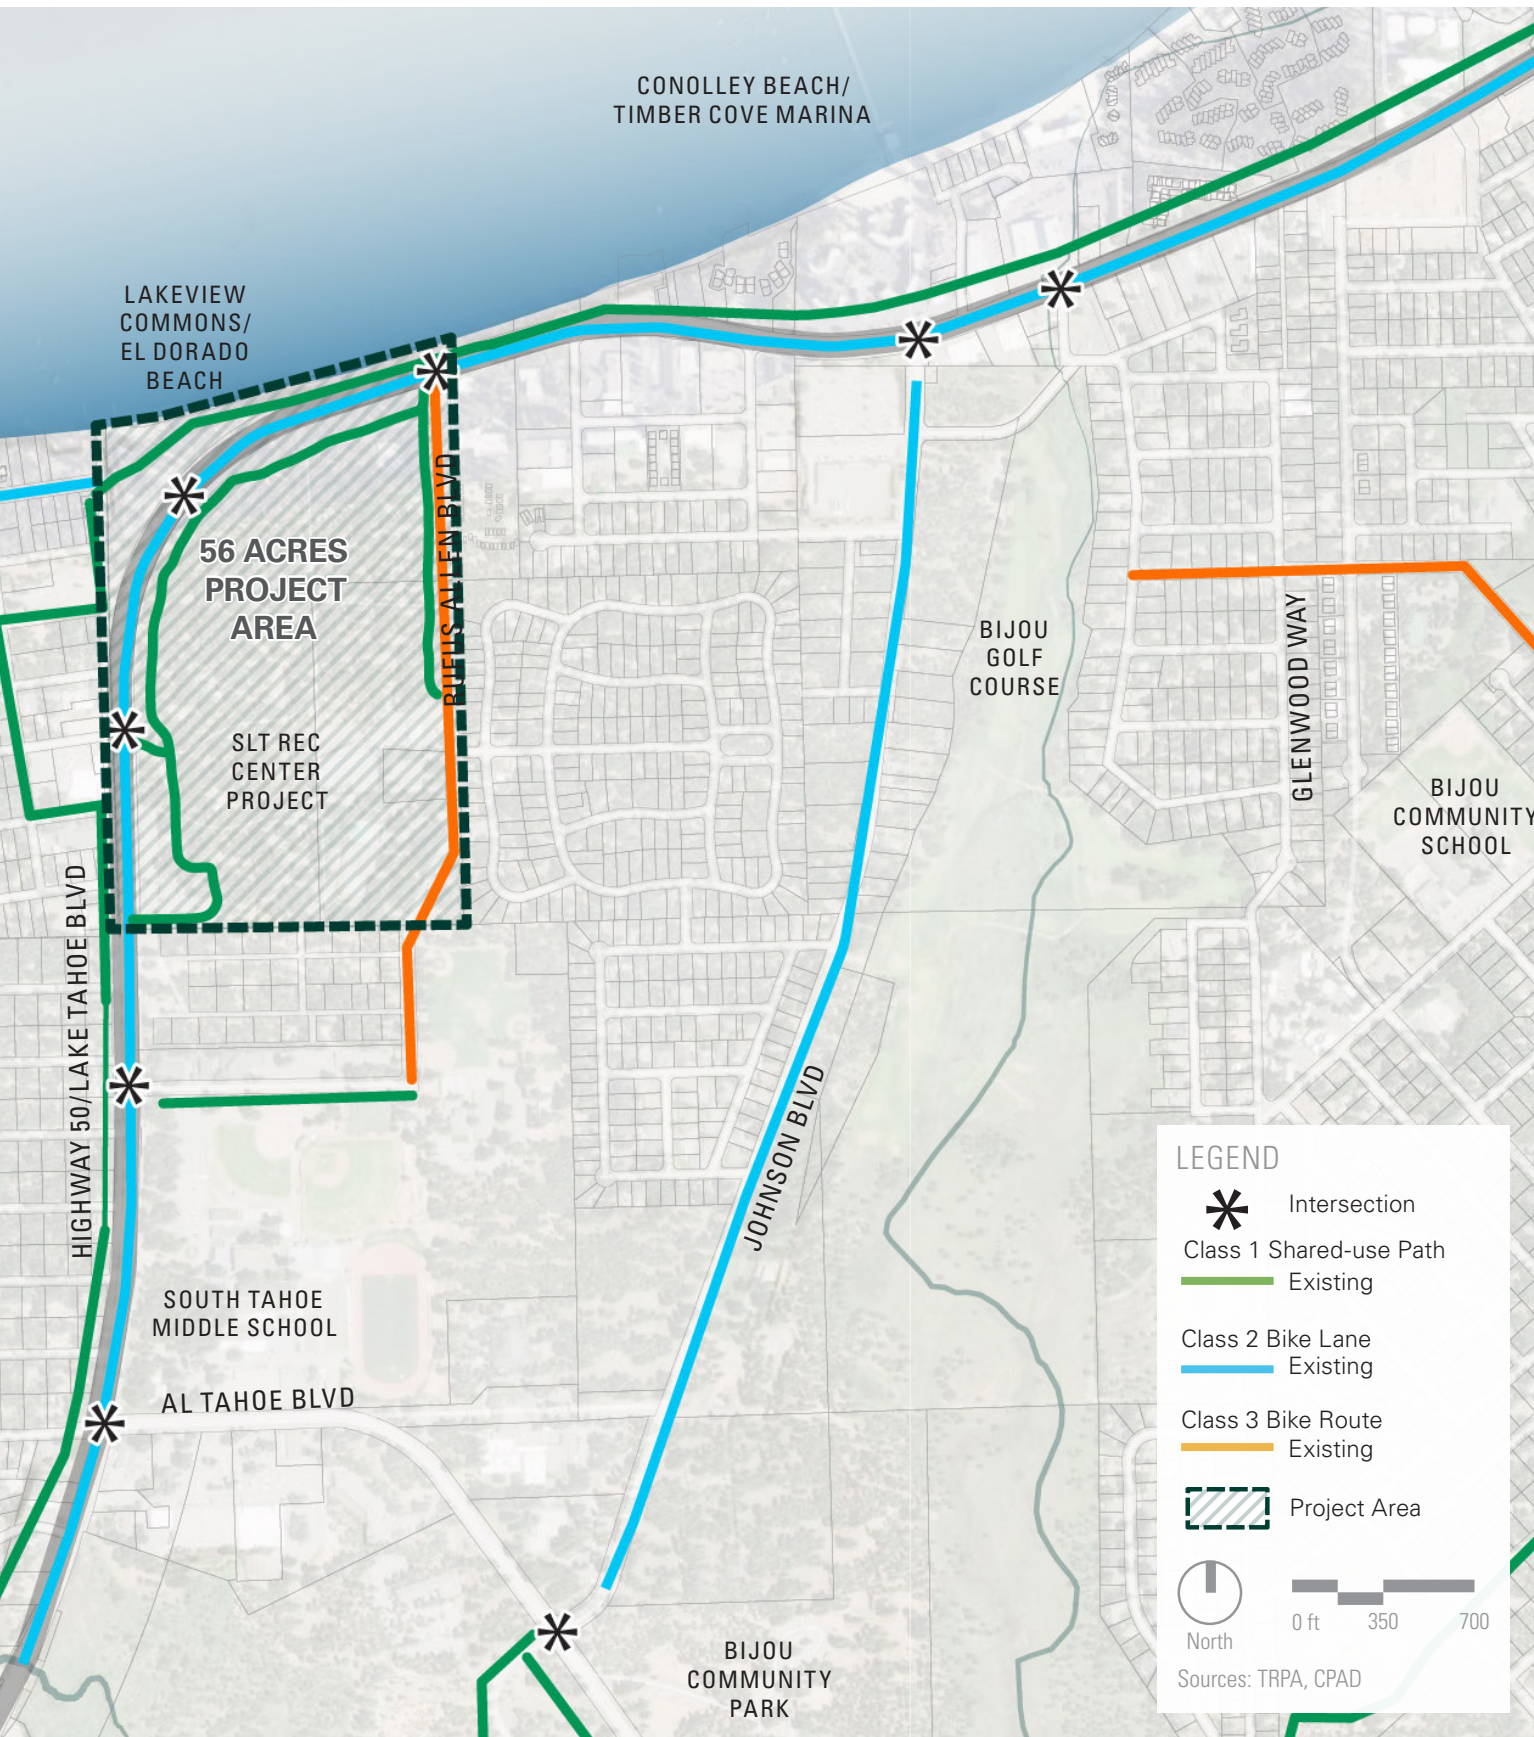 CONOLLEY BEACH/
TIMBER COVE MARINA
LAKEVIEW
COMMONS/
EL DORADO
BEACH
56 ACRES
PROJECT
AREA
RUFUS ALLEN BLVD
SLT REC
CENTER
PROJECT
BIJOU
GOLF
COURSE
GLENWOOD WAY
BIJOU
COMMUNITY
SCHOOL
HIGHWAY 50/LAKE TAHOE BLVD
JOHNSON BLVD
SOUTH TAHOE
MIDDLE SCHOOL
AL TAHOE BLVD
BIJOU
COMMUNITY
PARK
LEGEND
Intersection
Class 1 Shared-use Path
Existing
Class 2 Bike Lane
Existing
Class 3 Bike Route
Existing
Project Area
North
0 ft 350 700
Sources: TRPA, CPAD